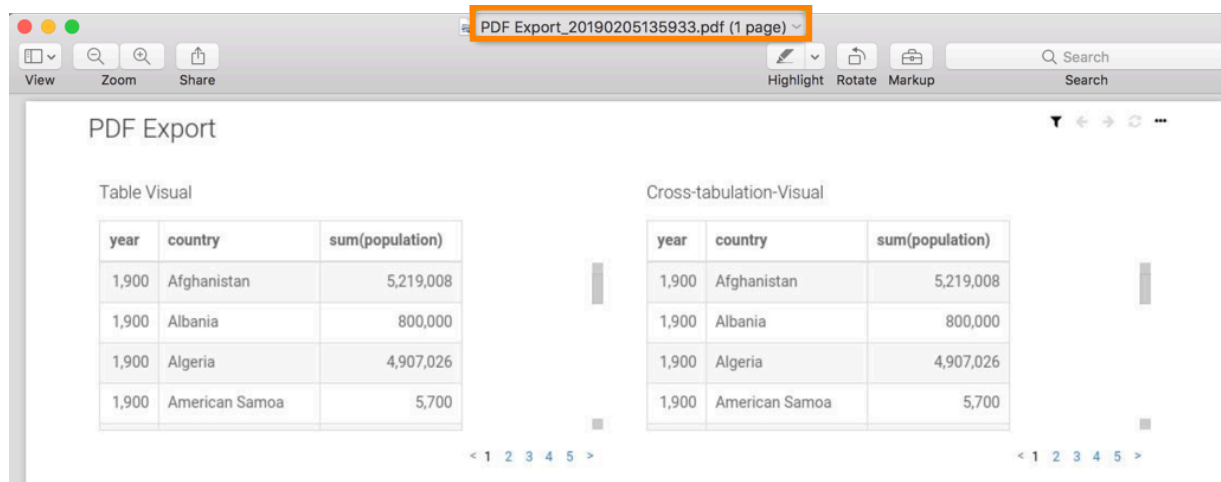 PDF Export_20190205135933.pdf (1 page)
Search
View Zoom Share Highlight Rotate Markup Search
PDF Export
Table Visual
year country sum(population)
1,900 Afghanistan 5,219,008
1,900 Albania 800,000
1,900 Algeria 4,907,026
1,900 American Samoa 5,700
< 1 2 3 4 5 >
Cross-tabulation-Visual
year country sum(population)
1,900 Afghanistan 5,219,008
1,900 Albania 800,000
1,900 Algeria 4,907,026
1,900 American Samoa 5,700
< 1 2 3 4 5 >